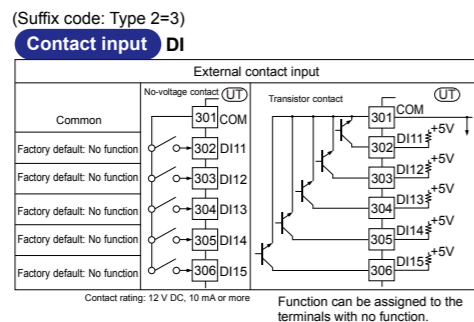 (Suffix code: Type 2=3)
Contact input DI
External contact input
No-voltage contact UT
Transistor contact UT
Common
301 COM
301 COM
Factory default: No function
302 DI11
302 DI11 +5V
Factory default: No function
303 DI12
303 DI12 +5V
Factory default: No function
304 DI13
304 DI13 +5V
Factory default: No function
305 DI14
305 DI14 +5V
Factory default: No function
306 DI15
306 DI15 +5V
Contact rating: 12 V DC, 10 mA or more
Function can be assigned to the
terminals with no function.